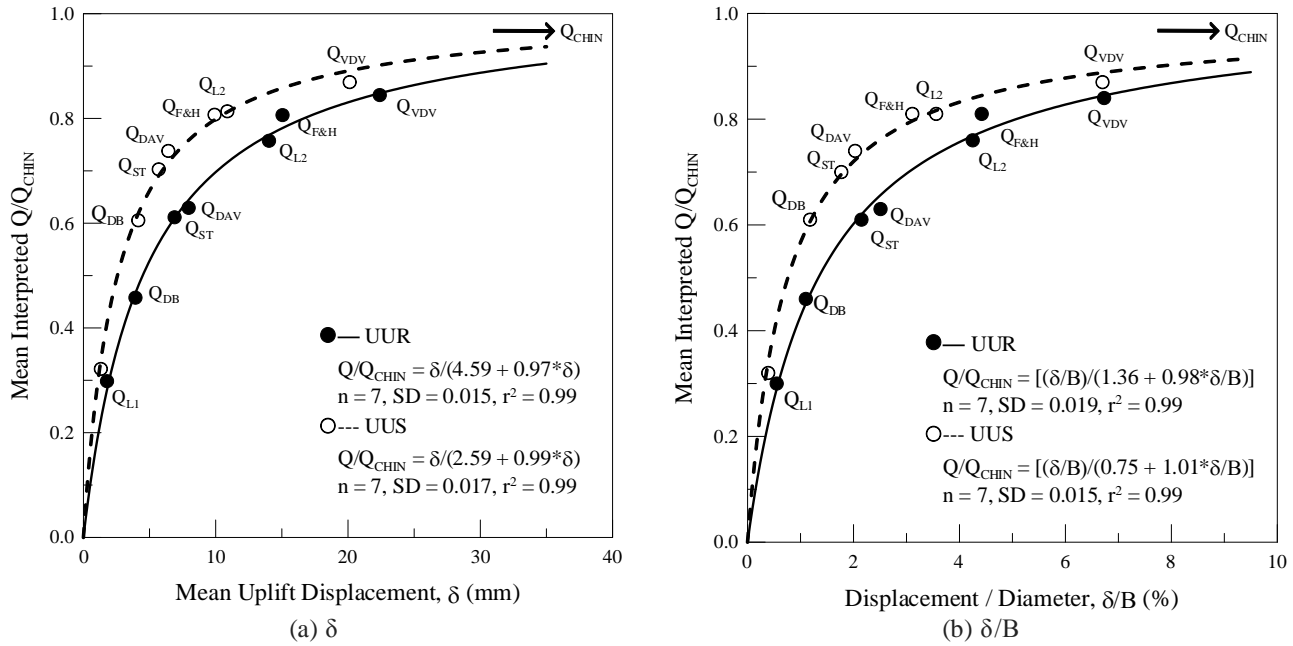 1.0
0.8
0.6
0.4
0.2
0.0
Mean Interpreted Q/Q_CHIN
Q_CHIN
Q_VDV
Q_L2
Q_F&H
Q_VDV
Q_DAV
Q_F&H
Q_ST
Q_L2
Q_DB
Q_DAV
Q_ST
Q_DB
Q_L1
UUR
Q/Q_CHIN = δ/(4.59 + 0.97*δ)
n = 7, SD = 0.015, r² = 0.99
--- UUS
Q/Q_CHIN = δ/(2.59 + 0.99*δ)
n = 7, SD = 0.017, r² = 0.99
0 10 20 30 40
Mean Uplift Displacement, δ (mm)
(a) δ
1.0
0.8
0.6
0.4
0.2
0.0
Mean Interpreted Q/Q_CHIN
Q_CHIN
Q_VDV
Q_F&H
Q_L2
Q_VDV
Q_DAV
Q_F&H
Q_ST
Q_L2
Q_DB
Q_DAV
Q_ST
Q_DB
Q_L1
UUR
Q/Q_CHIN = [(δ/B)/(1.36 + 0.98*δ/B)]
n = 7, SD = 0.019, r² = 0.99
--- UUS
Q/Q_CHIN = [(δ/B)/(0.75 + 1.01*δ/B)]
n = 7, SD = 0.015, r² = 0.99
0 2 4 6 8 10
Displacement / Diameter, δ/B (%)
(b) δ/B